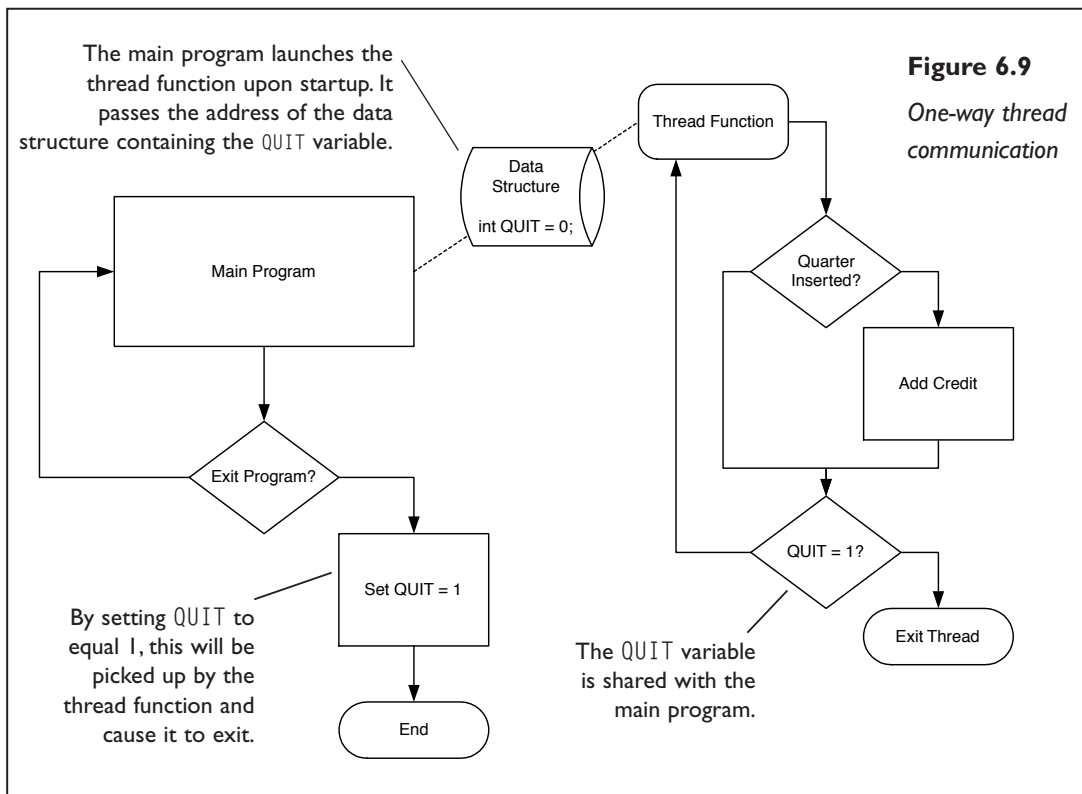 The main program launches the
thread function upon startup. It
passes the address of the data
structure containing the QUIT variable.
Figure 6.9
One-way thread
communication
Thread Function
Data
Structure
int QUIT = 0;
Main Program
Quarter
Inserted?
Add Credit
Exit Program?
QUIT = 1?
Set QUIT = 1
By setting QUIT to
equal 1, this will be
picked up by the
thread function and
cause it to exit.
Exit Thread
The QUIT variable
is shared with the
main program.
End